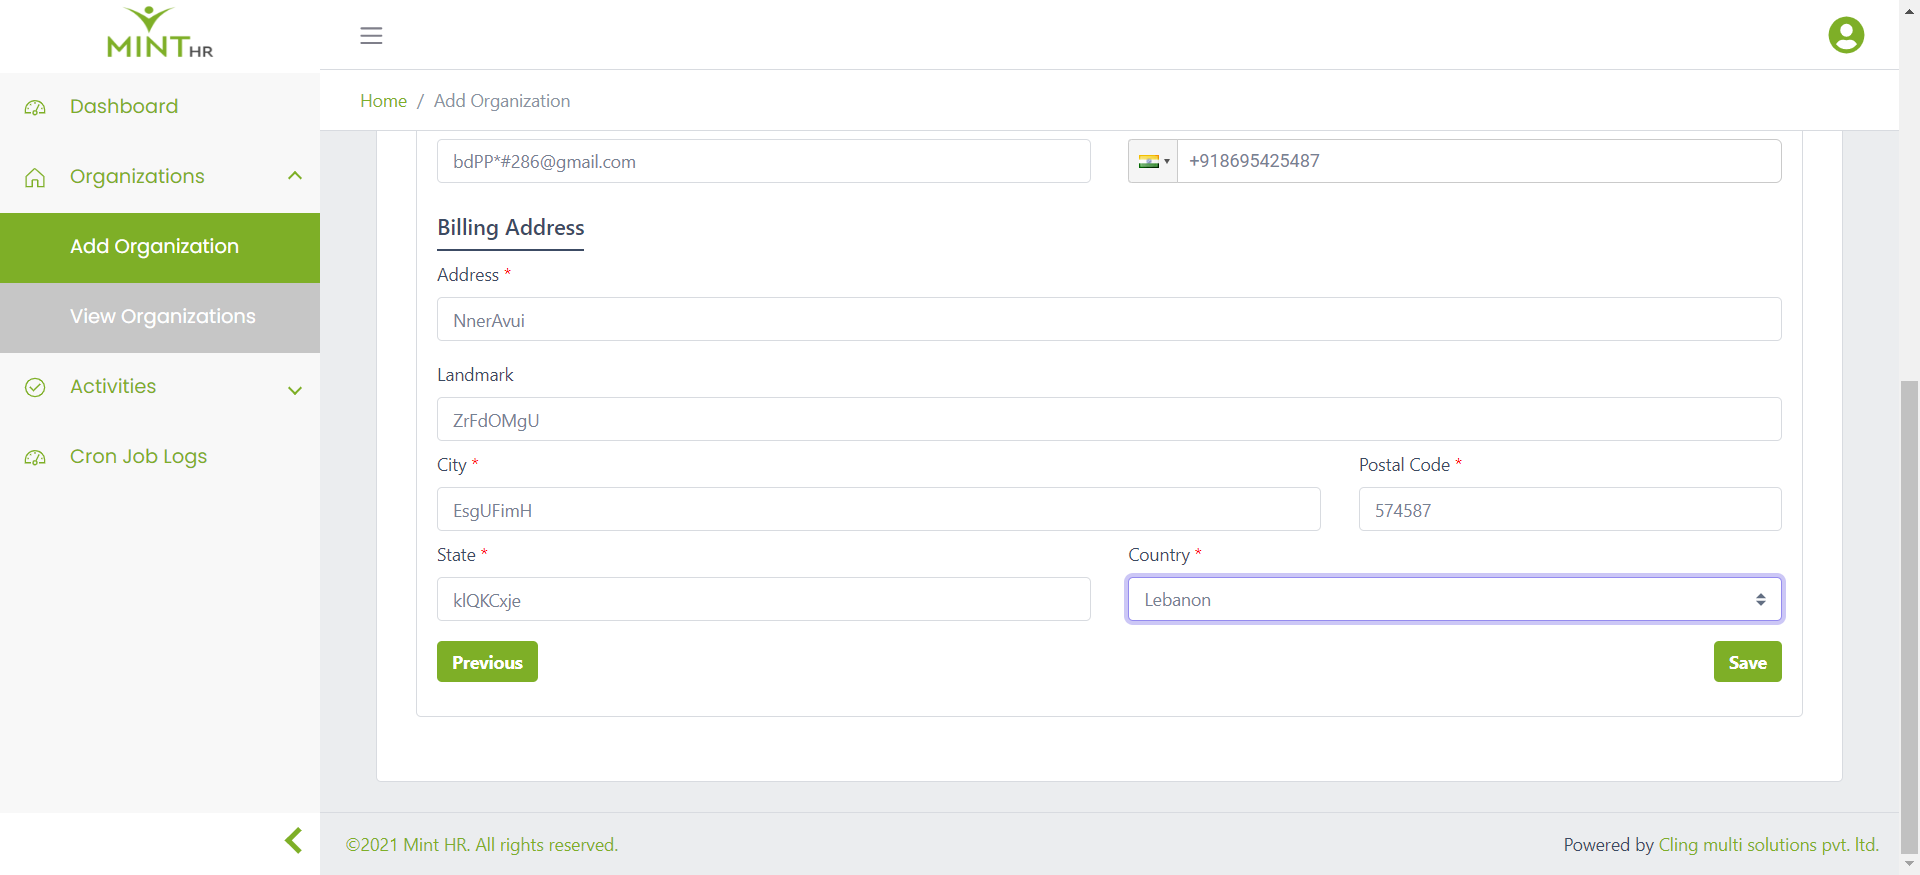 MINT HR
Dashboard
Organizations
Add Organization
View Organizations
Activities
Cron Job Logs
Home / Add Organization
bdPP*#286@gmail.com
+918695425487
Billing Address
Address *
NnerAvui
Landmark
ZrFdOMgU
City *
Postal Code *
EsgUFimH
574587
State *
Country *
klQKCxje
Lebanon
Previous
Save
©2021 Mint HR. All rights reserved.
Powered by Cling multi solutions pvt. ltd.